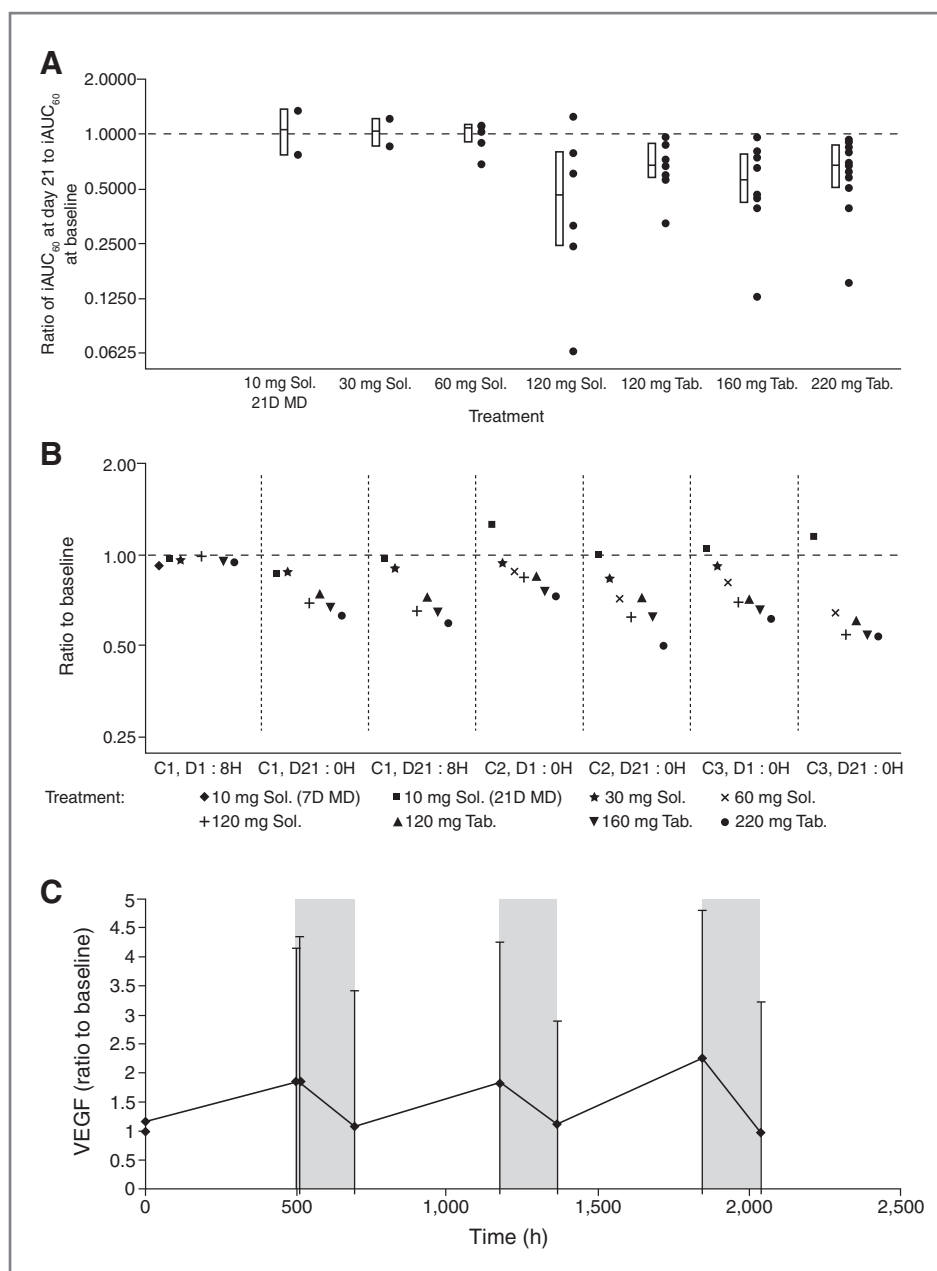 A
Ratio of iAUC60 at day 21 to iAUC60
at baseline
2.0000
1.0000
0.5000
0.2500
0.1250
0.0625
10 mg Sol. 30 mg Sol. 60 mg Sol. 120 mg Sol. 120 mg Tab. 160 mg Tab. 220 mg Tab.
21D MD
Treatment
B
Ratio to baseline
2.00
1.00
0.50
0.25
C1, D1 : 8H C1, D21 : 0H C1, D21 : 8H C2, D1 : 0H C2, D21 : 0H C3, D1 : 0H C3, D21 : 0H
Treatment: 10 mg Sol. (7D MD) 10 mg Sol. (21D MD) 30 mg Sol. 60 mg Sol.
120 mg Sol. 120 mg Tab. 160 mg Tab. 220 mg Tab.
C
VEGF (ratio to baseline)
5
4.5
4
3.5
3
2.5
2
1.5
1
0.5
0
0 500 1,000 1,500 2,000 2,500
Time (h)